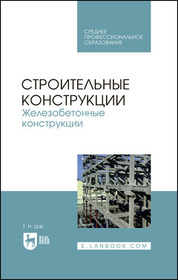 СРЕДНЕЕ
ПРОФЕССИОНАЛЬНОЕ
ОБРАЗОВАНИЕ
СТРОИТЕЛЬНЫЕ
КОНСТРУКЦИИ
Железобетонные
конструкции
Т. Н. Цай
ЛАНЬ
E.LANBOOK.COM